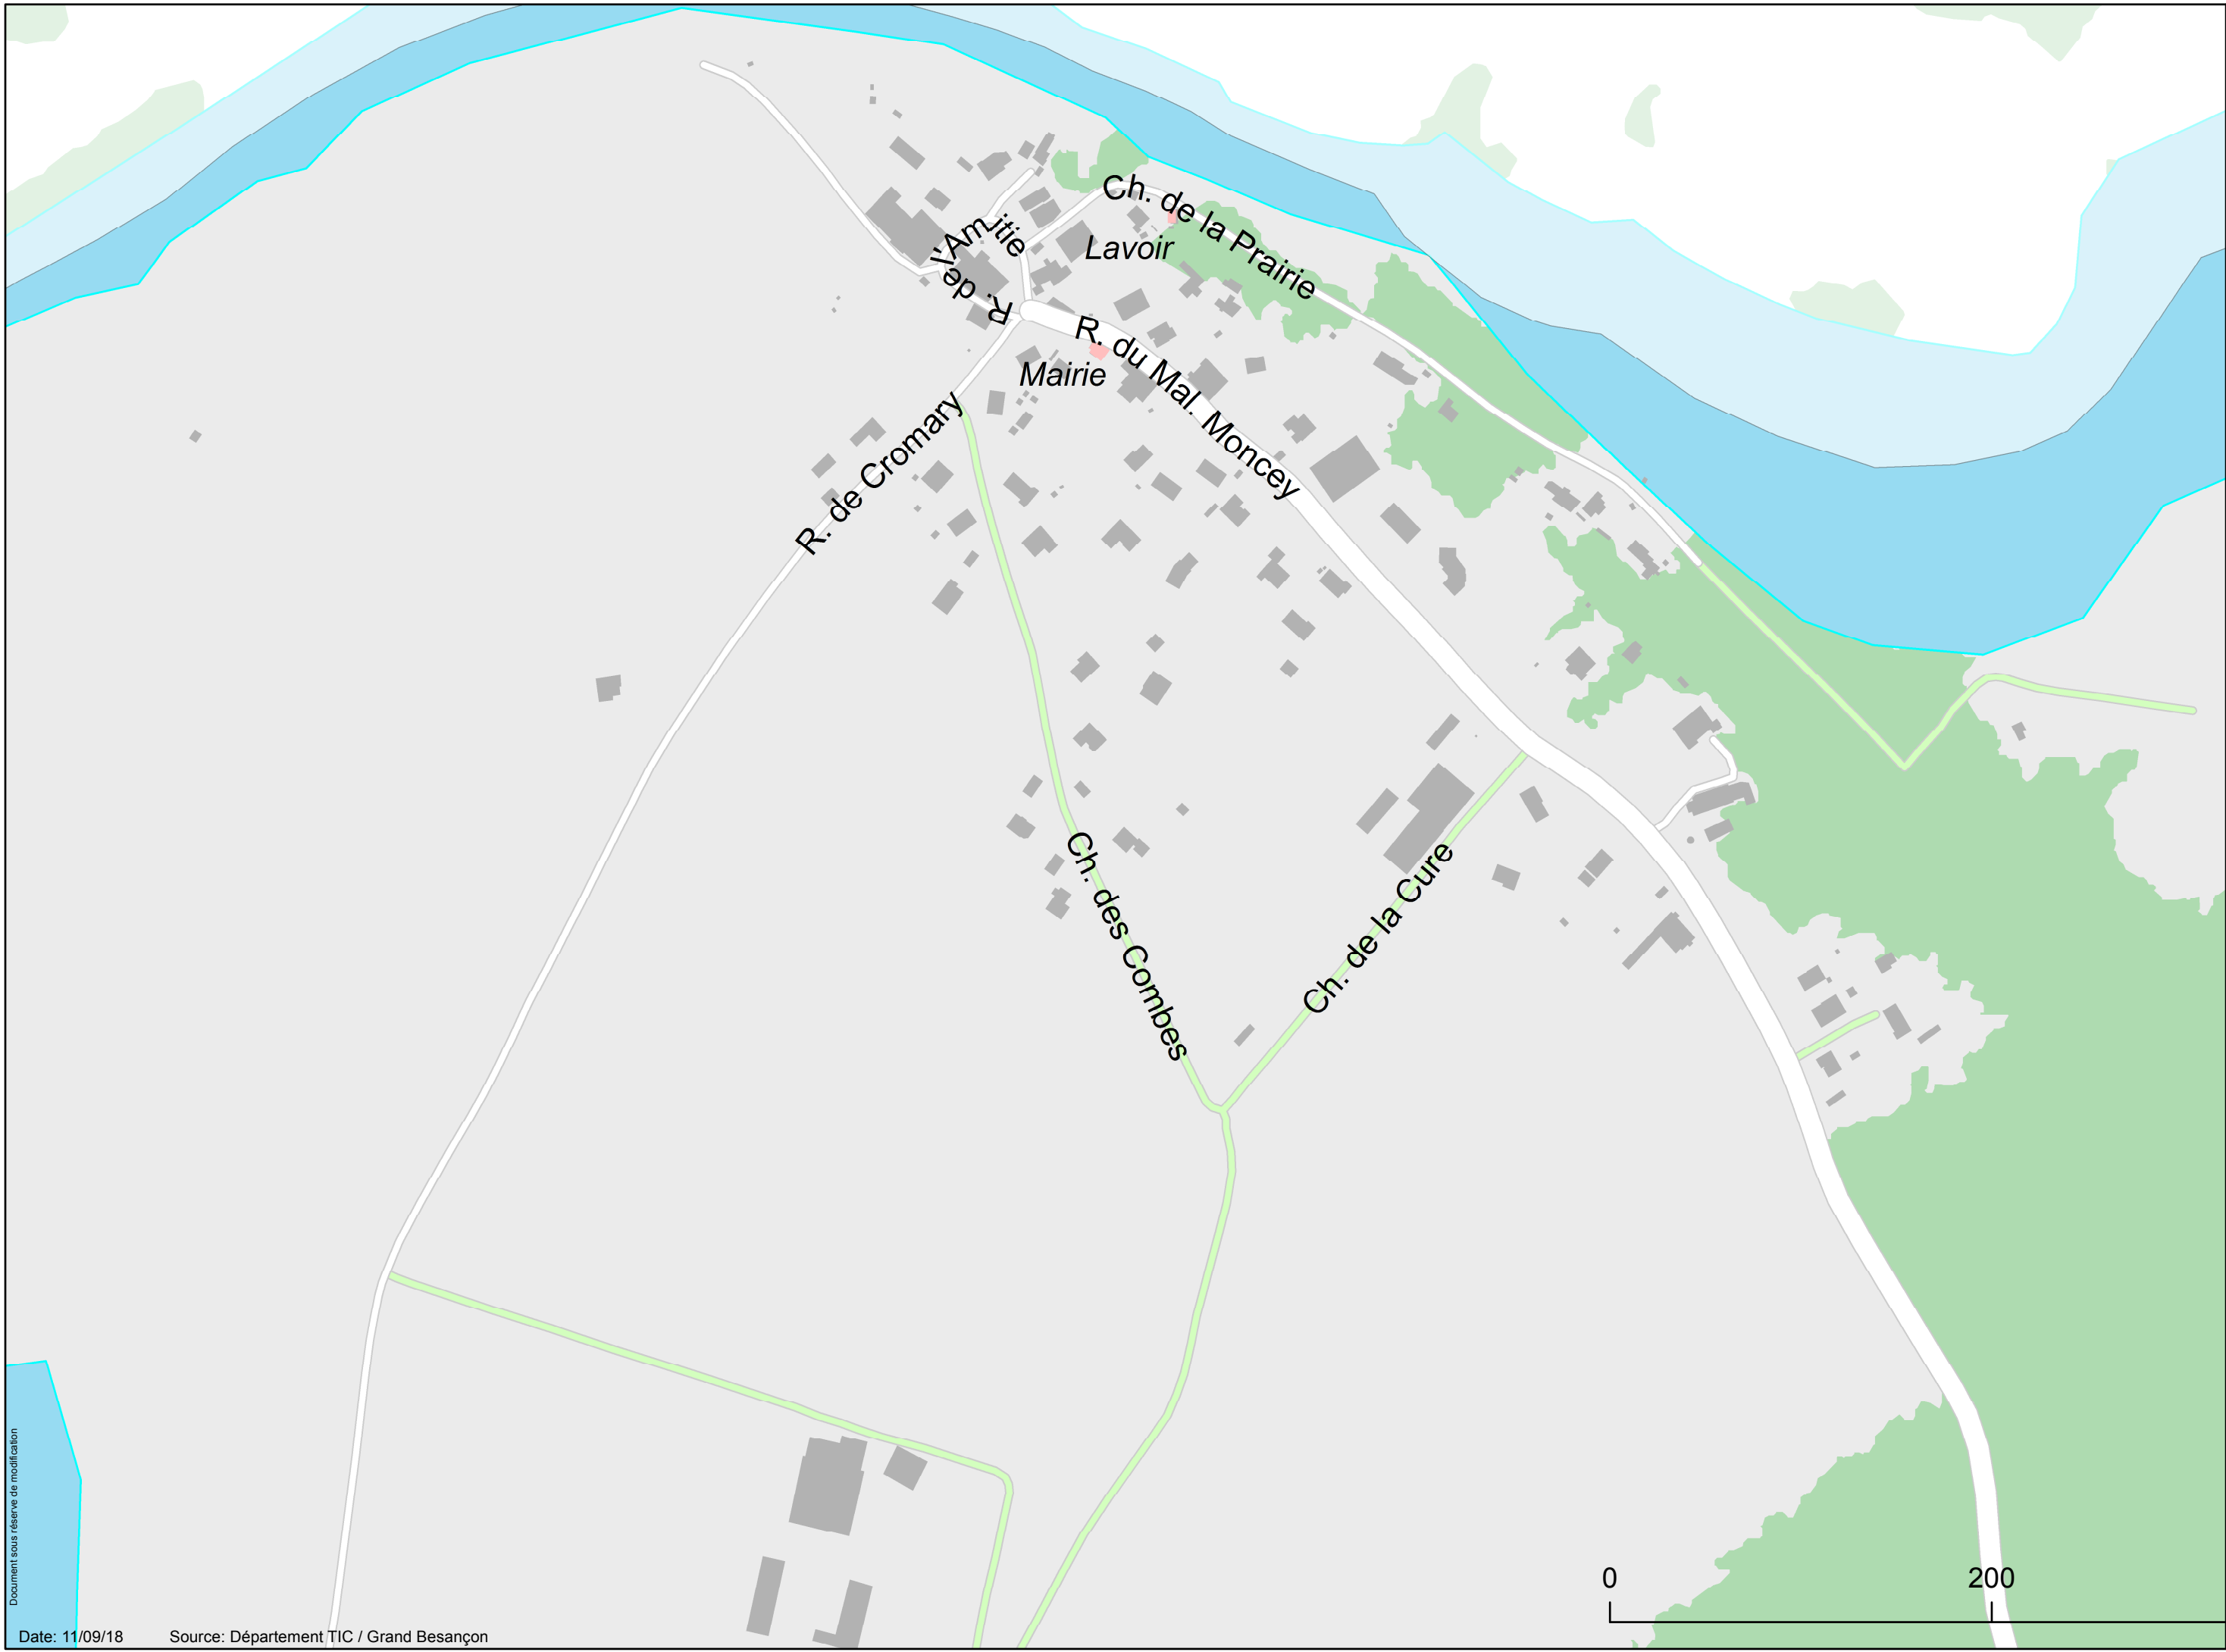 Ch. de la Prairie
R. de l'Amitié
Lavoir
R. du Mal. Moncey
Mairie
R. de Cromary
Ch. des Combes
Ch. de la Cure
Document sous réserve de modification
0
200
Date: 11/09/18
Source: Département TIC / Grand Besançon